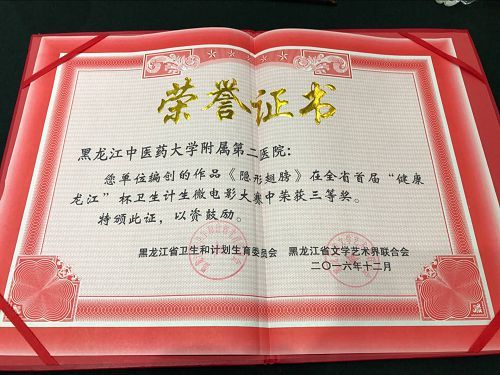 荣誉证书
黑龙江中医药大学附属第二医院：
您单位编创的作品《隐形翅膀》在全省首届“健康
龙江”杯卫生计生微电影大赛中荣获三等奖。
特颁此证，以资鼓励。
黑龙江省卫生和计划生育委员会 黑龙江省文学艺术界联合会
二〇一六年十二月